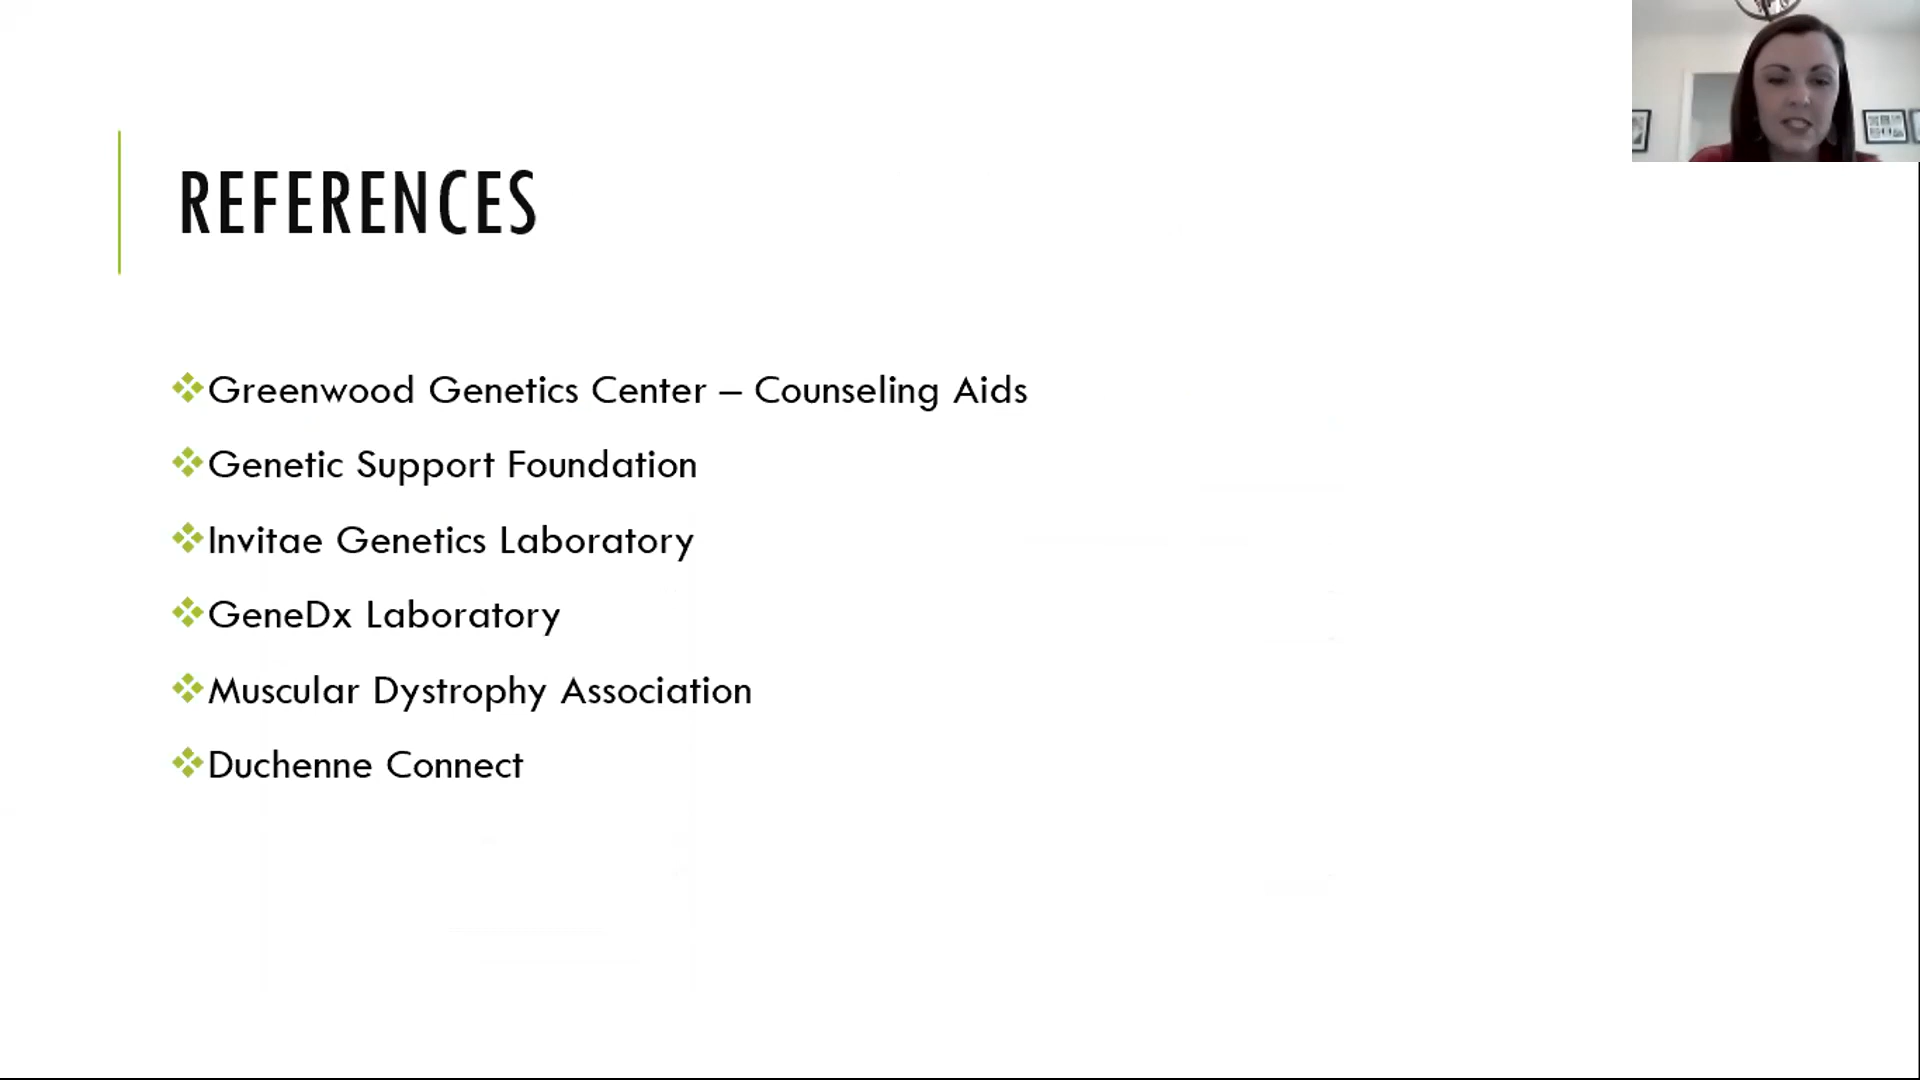 REFERENCES
Greenwood Genetics Center – Counseling Aids
Genetic Support Foundation
Invitae Genetics Laboratory
GeneDx Laboratory
Muscular Dystrophy Association
Duchenne Connect